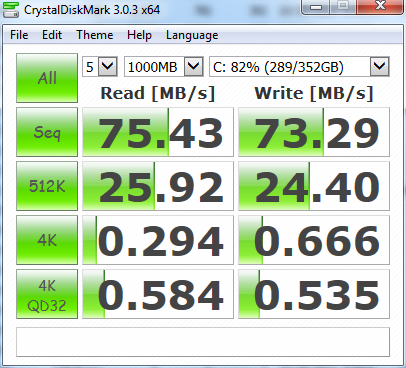 CrystalDiskMark 3.0.3 x64
File Edit Theme Help Language
All 5 1000MB C: 82% (289/352GB)
Read [MB/s] Write [MB/s]
Seq 75.43 73.29
512K 25.92 24.40
4K 0.294 0.666
4K QD32 0.584 0.535